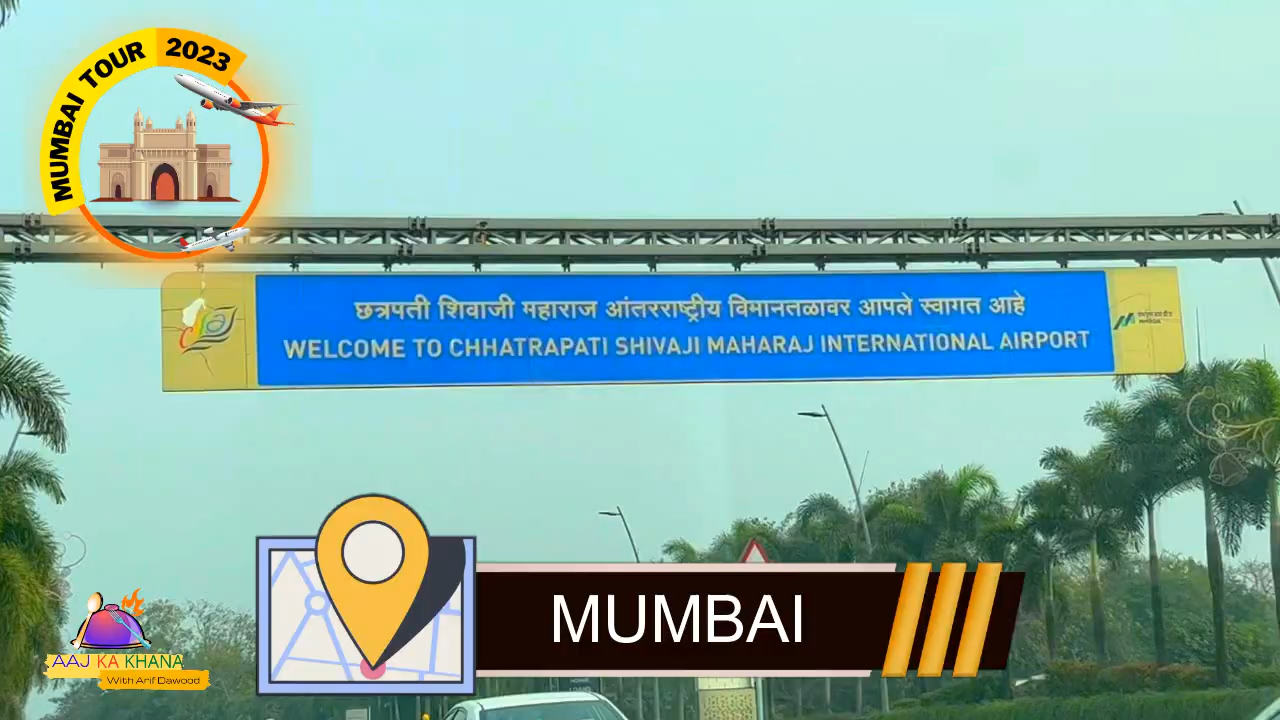 MUMBAI TOUR 2023
छत्रपती शिवाजी महाराज आंतरराष्ट्रीय विमानतळावर आपले स्वागत आहे
WELCOME TO CHHATRAPATI SHIVAJI MAHARAJ INTERNATIONAL AIRPORT
MUMBAI
AAJ KA KHANA
With Arif Dawood